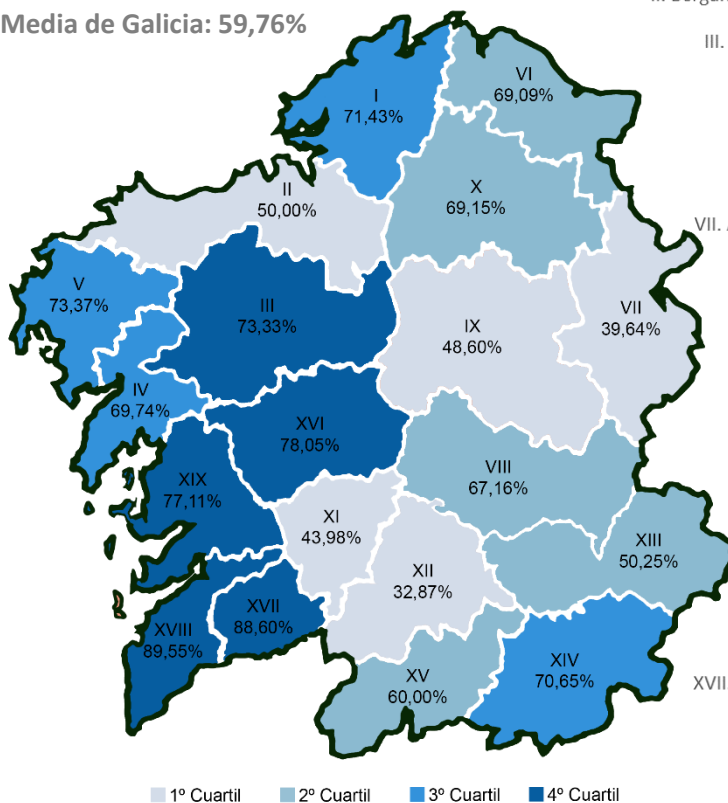 Media de Galicia: 59,76%
III.
VI
69,09%
I
71,43%
X
69,15%
II
50,00%
VII.
V
73,37%
III
73,33%
IX
48,60%
VII
39,64%
IV
69,74%
XVI
78,05%
VIII
67,16%
XIX
77,11%
XI
43,98%
XIII
50,25%
XII
32,87%
XVII
88,60%
XVIII
89,55%
XIV
70,65%
XV
60,00%
XVII
1º Cuartil
2º Cuartil
3º Cuartil
4º Cuartil